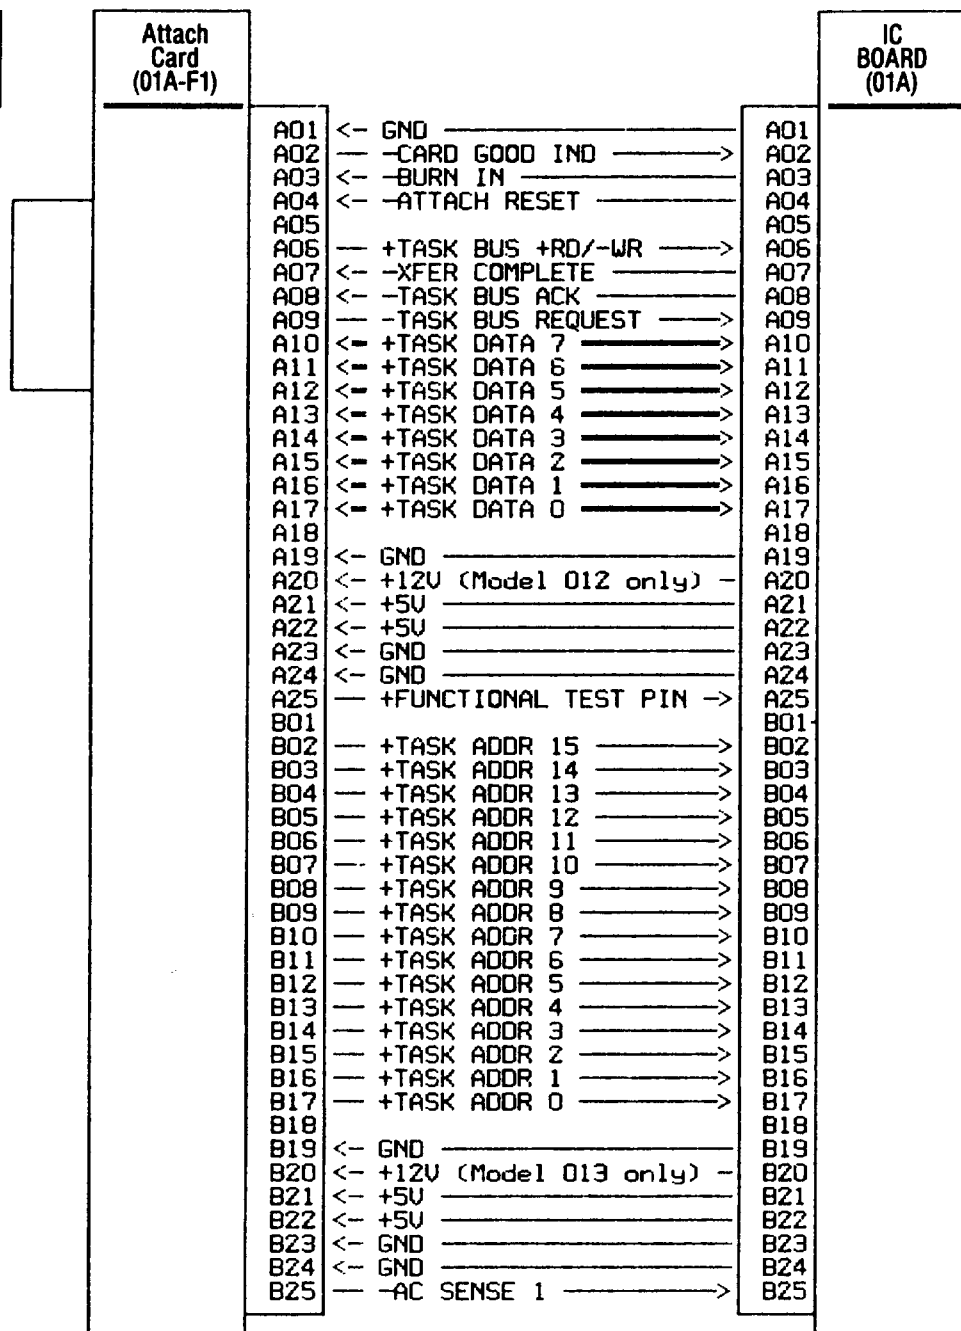 Attach
Card
(01A-F1)
IC
BOARD
(01A)
A01 <- GND A01
A02 -CARD GOOD IND -> A02
A03 <- -BURN IN A03
A04 <- -ATTACH RESET A04
A05 A05
A06 +TASK BUS +RD/-WR -> A06
A07 <- -XFER COMPLETE A07
A08 <- -TASK BUS ACK A08
A09 -TASK BUS REQUEST -> A09
A10 <- +TASK DATA 7 -> A10
A11 <- +TASK DATA 6 -> A11
A12 <- +TASK DATA 5 -> A12
A13 <- +TASK DATA 4 -> A13
A14 <- +TASK DATA 3 -> A14
A15 <- +TASK DATA 2 -> A15
A16 <- +TASK DATA 1 -> A16
A17 <- +TASK DATA 0 -> A17
A18 A18
A19 <- GND A19
A20 <- +12V (Model 012 only) - A20
A21 <- +5V A21
A22 <- +5V A22
A23 <- GND A23
A24 <- GND A24
A25 +FUNCTIONAL TEST PIN -> A25
B01 B01
B02 +TASK ADDR 15 -> B02
B03 +TASK ADDR 14 -> B03
B04 +TASK ADDR 13 -> B04
B05 +TASK ADDR 12 -> B05
B06 +TASK ADDR 11 -> B06
B07 +TASK ADDR 10 -> B07
B08 +TASK ADDR 9 -> B08
B09 +TASK ADDR 8 -> B09
B10 +TASK ADDR 7 -> B10
B11 +TASK ADDR 6 -> B11
B12 +TASK ADDR 5 -> B12
B13 +TASK ADDR 4 -> B13
B14 +TASK ADDR 3 -> B14
B15 +TASK ADDR 2 -> B15
B16 +TASK ADDR 1 -> B16
B17 +TASK ADDR 0 -> B17
B18 B18
B19 <- GND B19
B20 <- +12V (Model 013 only) - B20
B21 <- +5V B21
B22 <- +5V B22
B23 <- GND B23
B24 <- GND B24
B25 -AC SENSE 1 -> B25